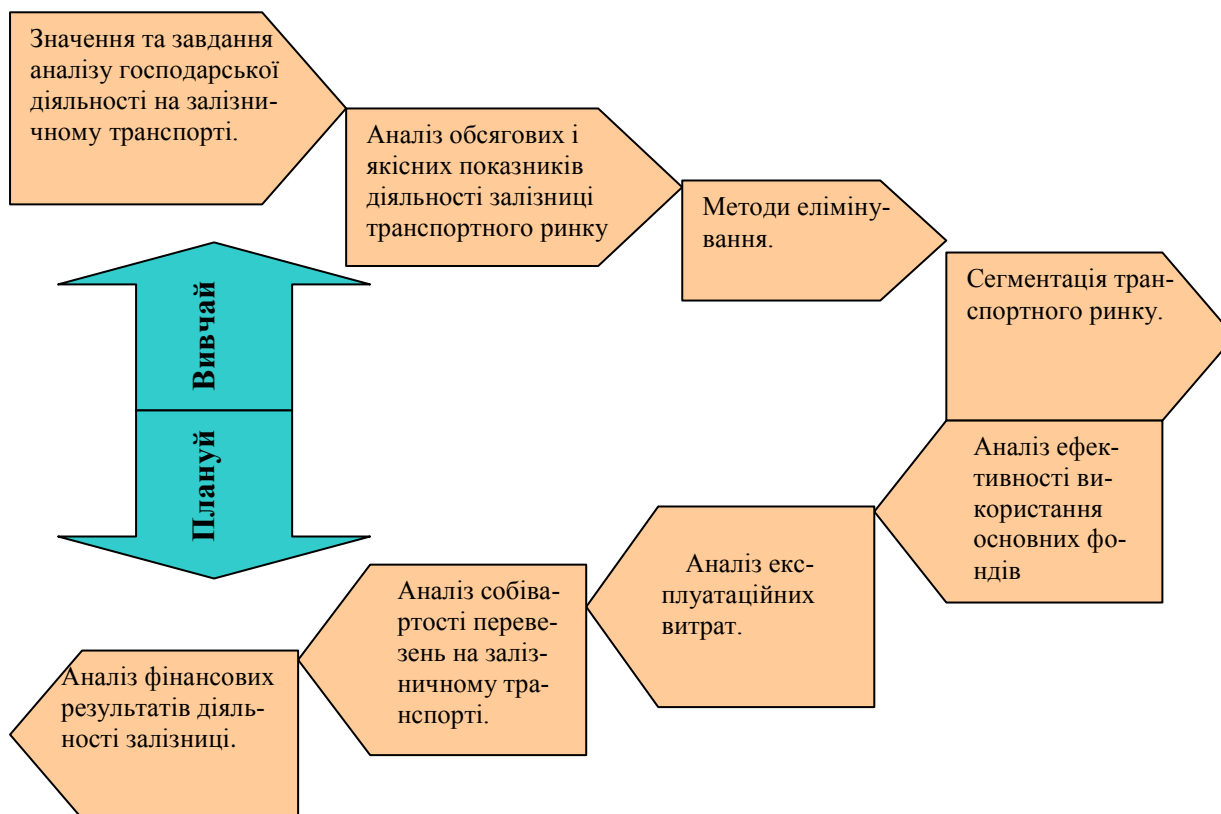 Значення та завдання
аналізу господарської
діяльності на залізни-
чному транспорті.
Аналіз обсягових і
якісних показників
діяльності залізниці
транспортного ринку
Методи еліміну-
вання.
Сегментація тран-
спортного ринку.
Вивчай
Плануй
Аналіз ефек-
тивності ви-
користання
основних фо-
ндів
Аналіз екс-
плуатаційних
витрат.
Аналіз собіва-
ртості переве-
зень на заліз-
ничному тра-
нспорті.
Аналіз фінансових
результатів діяль-
ності залізниці.